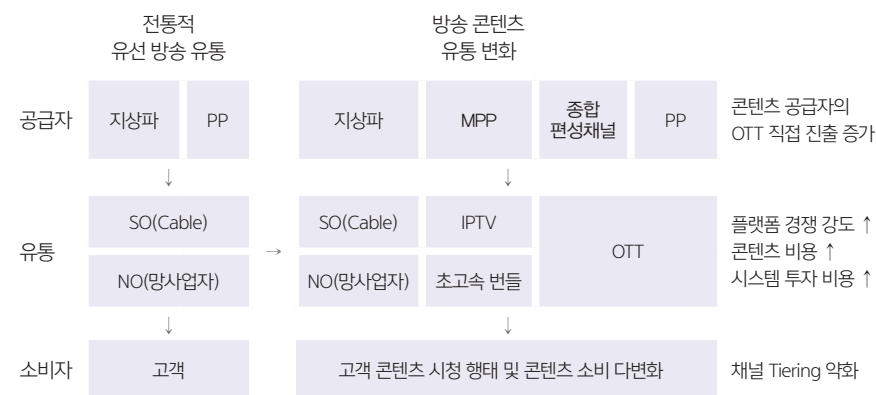 전통적
유선 방송 유통
방송 콘텐츠
유통 변화
공급자
지상파
PP
지상파
MPP
종합
편성채널
PP
콘텐츠 공급자의
OTT 직접 진출 증가
↓
↓
유통
SO(Cable)
NO(망사업자)
→
SO(Cable)
IPTV
NO(망사업자)
초고속 번들
OTT
플랫폼 경쟁 강도 ↑
콘텐츠 비용 ↑
시스템 투자 비용 ↑
↓
↓
소비자
고객
고객 콘텐츠 시청 행태 및 콘텐츠 소비 다변화
채널 Tiering 약화